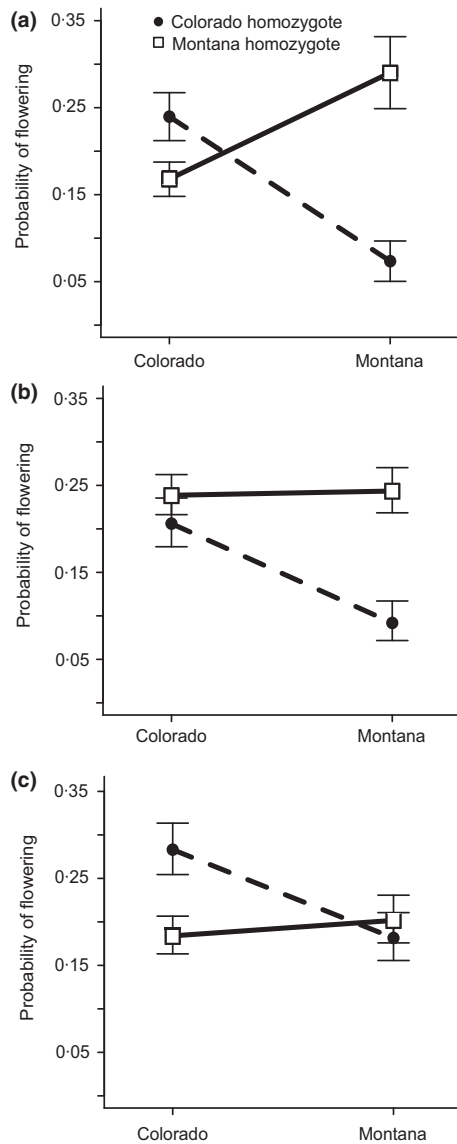 (a)
0·35
Colorado homozygote
Montana homozygote
0·25
0·15
0·05
Probability of flowering
Colorado Montana
(b)
0·35
0·25
0·15
0·05
Probability of flowering
Colorado Montana
(c)
0·35
0·25
0·15
0·05
Probability of flowering
Colorado Montana